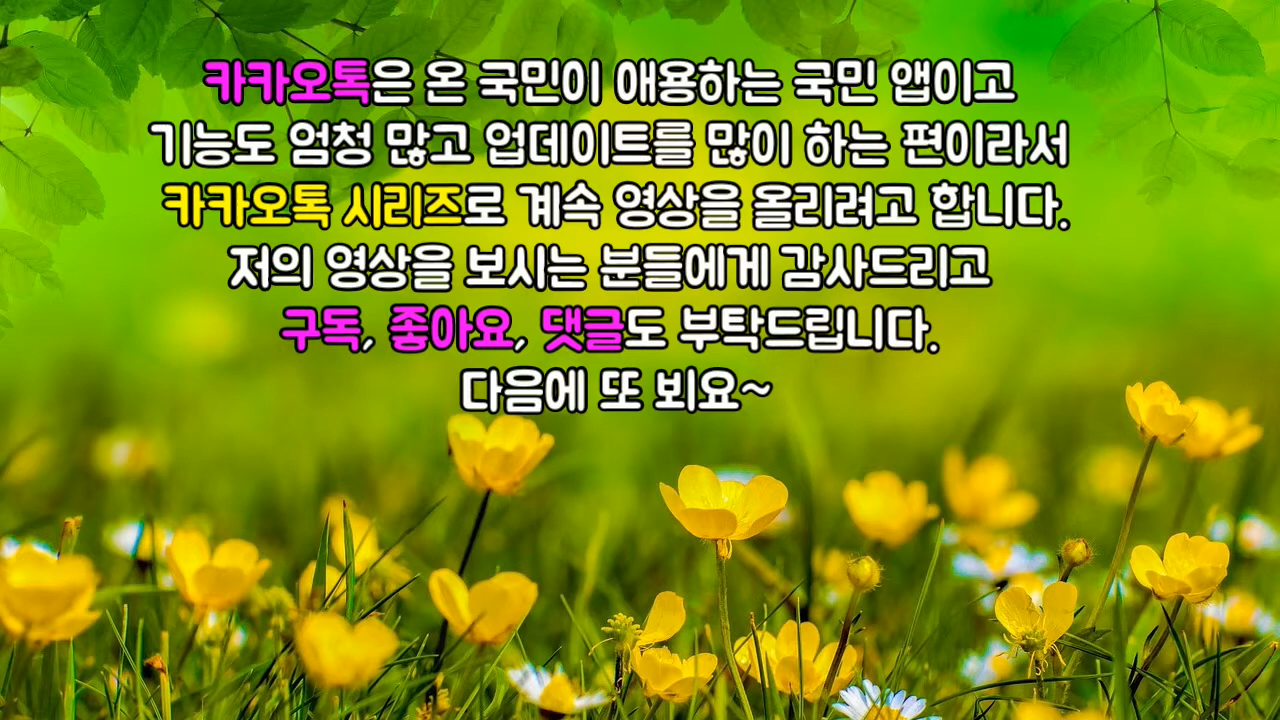 카카오톡은 온 국민이 애용하는 국민 앱이고
기능도 엄청 많고 업데이트를 많이 하는 편이라서
카카오톡 시리즈로 계속 영상을 올리려고 합니다.
저의 영상을 보시는 분들에게 감사드리고
구독, 좋아요, 댓글도 부탁드립니다.
다음에 또 뵈요~